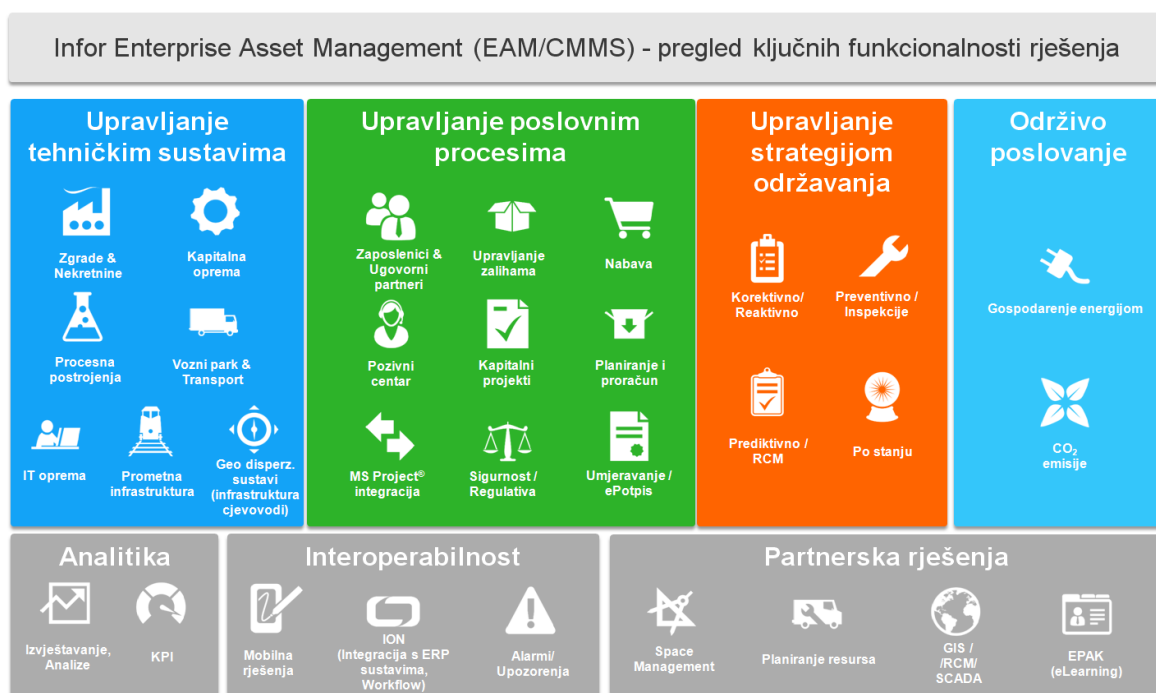 Infor Enterprise Asset Management (EAM/CMMS) - pregled ključnih funkcionalnosti rješenja
Upravljanje
tehničkim sustavima
Zgrade &
Nekretnine
Kapitalna
oprema
Procesna
postrojenja
Vozni park &
Transport
IT oprema
Prometna
infrastruktura
Geo disperz.
sustavi
(infrastruktura
cjevovodi)
Upravljanje poslovnim
procesima
Zaposlenici &
Ugovorni
partneri
Upravljanje
zalihama
Nabava
Pozivni
centar
Kapitalni
projekti
Planiranje i
proračun
MS Project®
integracija
Sigurnost /
Regulativa
Umjeravanje /
ePotpis
Upravljanje
strategijom
održavanja
Korektivno/
Reaktivno
Preventivno /
Inspekcije
Prediktivno /
RCM
Po stanju
Održivo
poslovanje
Gospodarenje energijom
CO₂
emisije
Analitika
Izvještavanje,
Analize
KPI
Interoperabilnost
Mobilna
rješenja
ION
(Integracija s ERP
sustavima,
Workflow)
Alarmi/
Upozorenja
Partnerska rješenja
Space
Management
Planiranje resursa
GIS /
/RCM/
SCADA
EPAK
(eLearning)